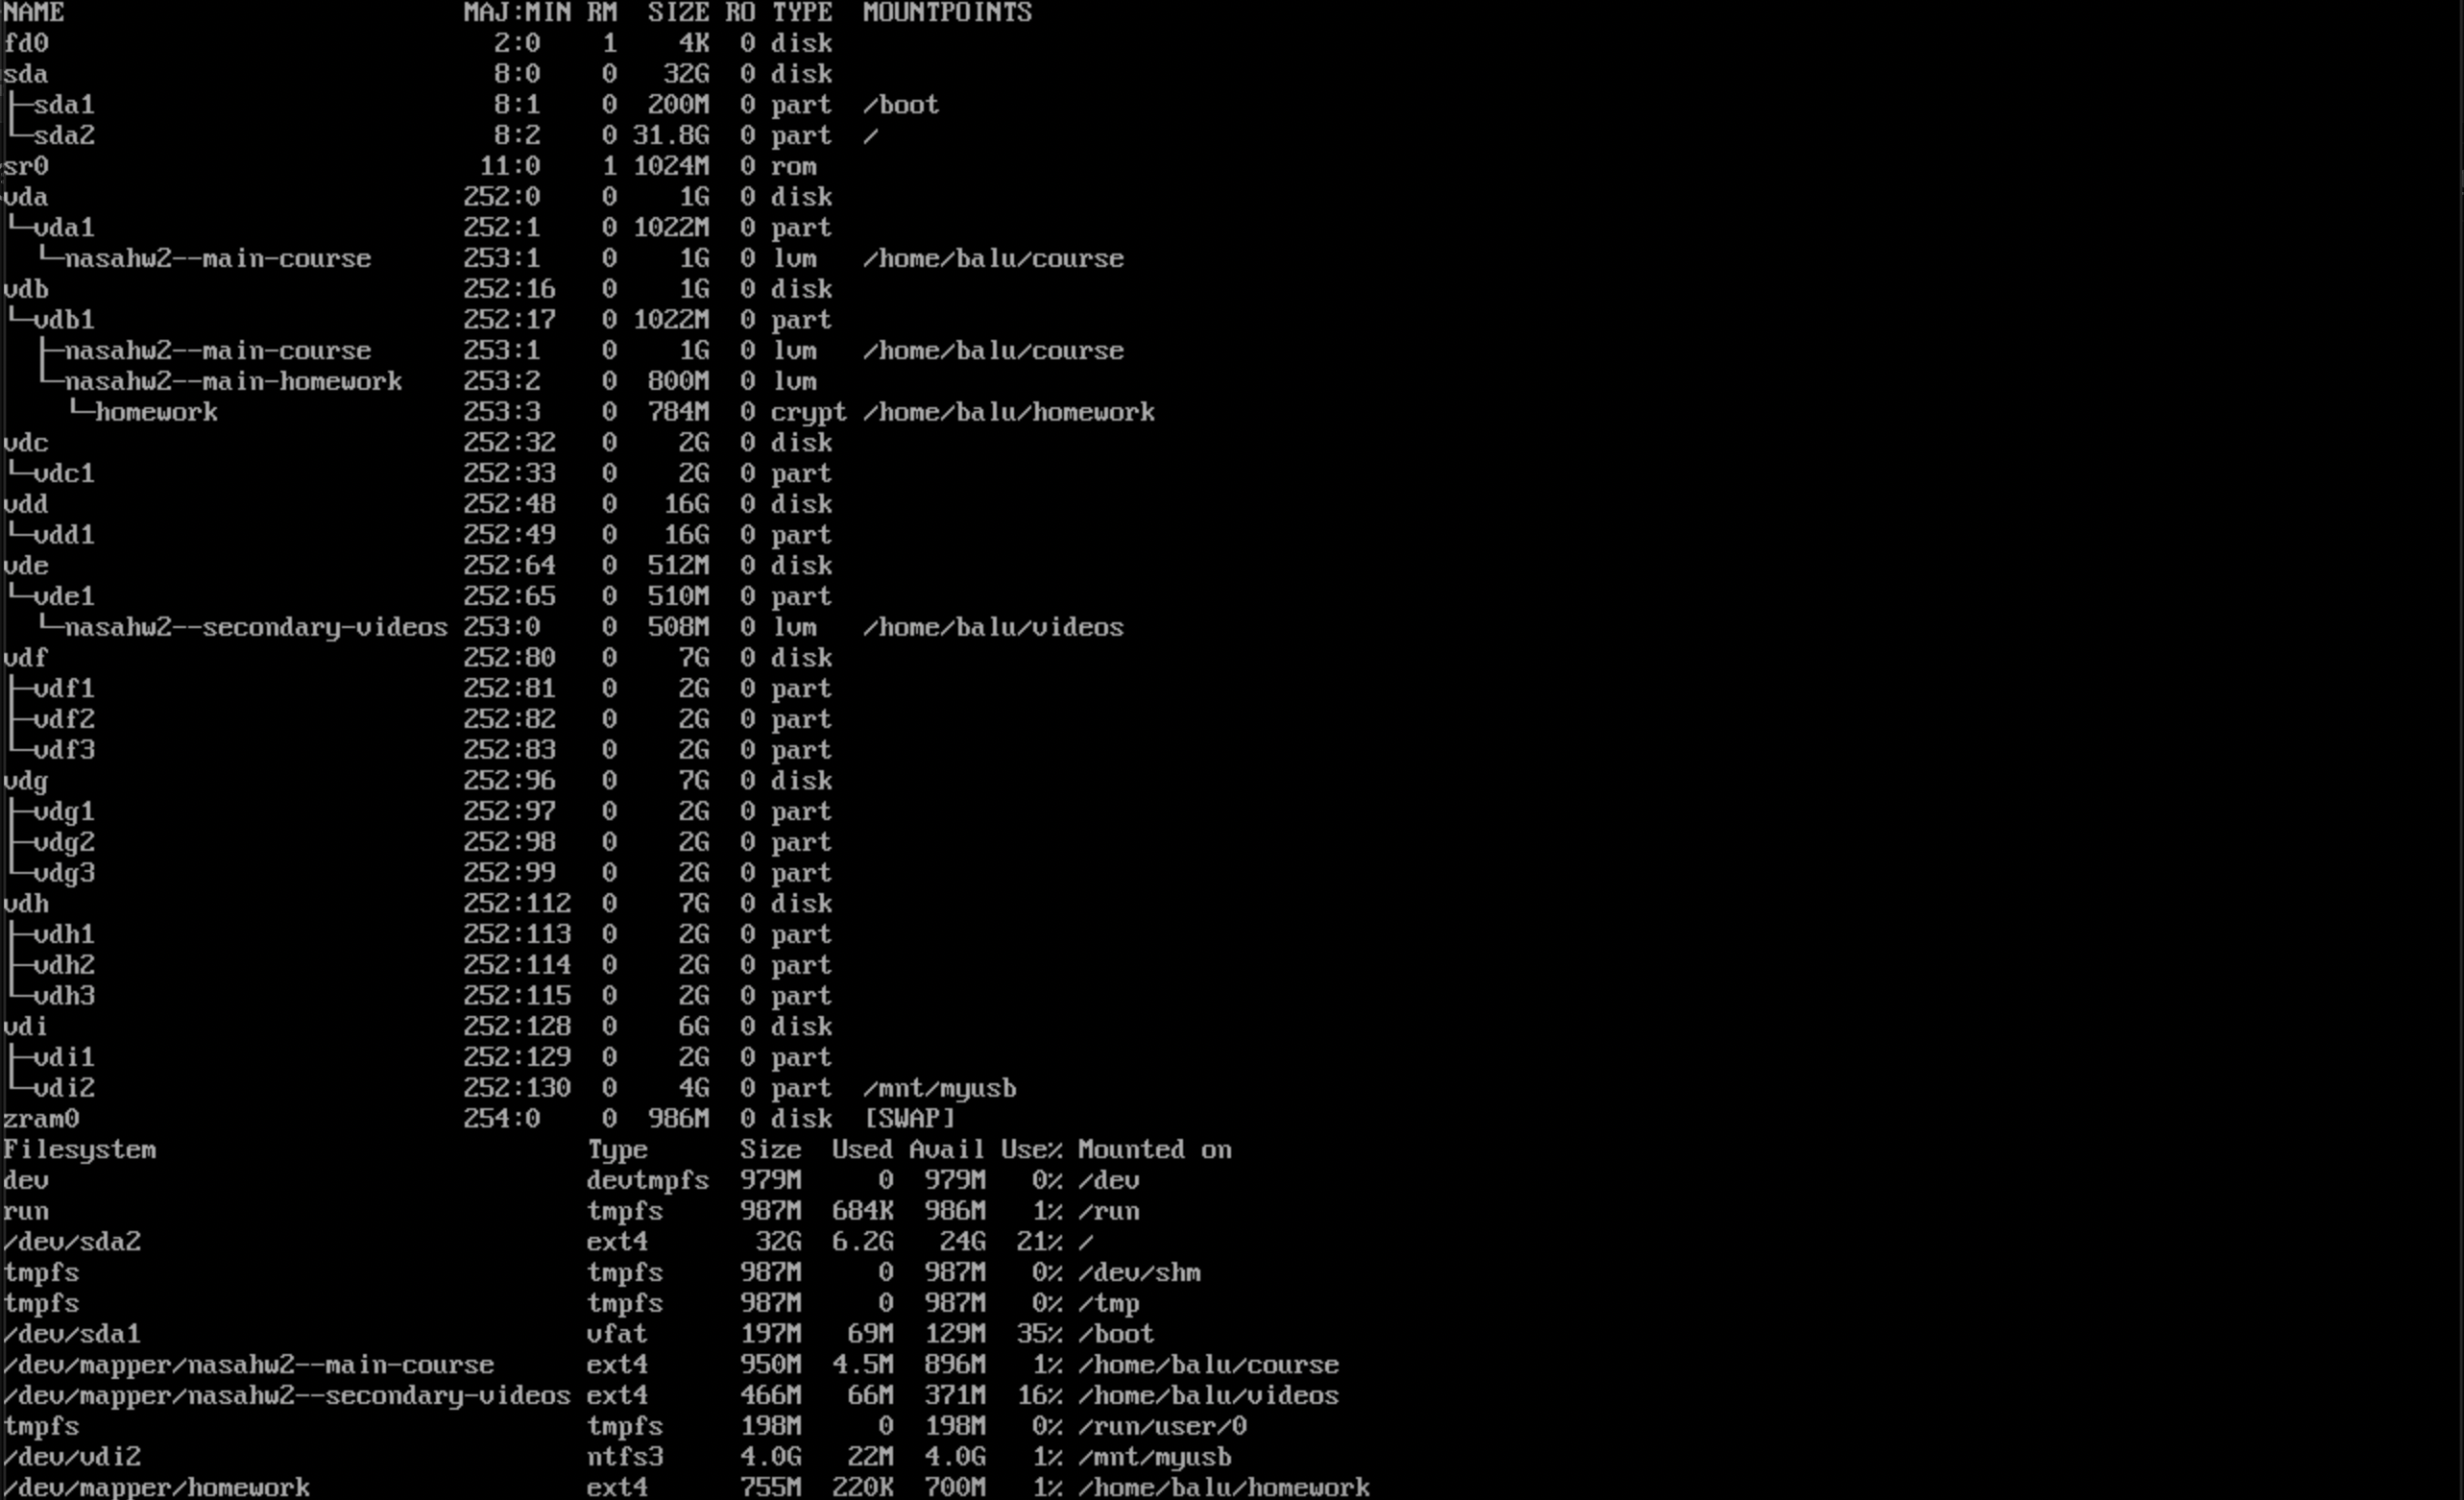 NAME                          MAJ:MIN RM   SIZE RO TYPE  MOUNTPOINTS
fd0                             2:0    1     4K  0 disk
sda                             8:0    0    32G  0 disk
├─sda1                          8:1    0   200M  0 part  /boot
└─sda2                          8:2    0 31.8G  0 part  /
sr0                            11:0    1 1024M  0 rom
vda                           252:0    0     1G  0 disk
└─vda1                        252:1    0 1022M  0 part
  └─nasahw2--main-course      253:1    0     1G  0 lvm   /home/balu/course
vdb                           252:16   0     1G  0 disk
└─vdb1                        252:17   0 1022M  0 part
  ├─nasahw2--main-course      253:1    0     1G  0 lvm   /home/balu/course
  └─nasahw2--main-homework    253:2    0   800M  0 lvm
    └─homework                253:3    0   784M  0 crypt /home/balu/homework
vdc                           252:32   0     2G  0 disk
└─vdc1                        252:33   0     2G  0 part
vdd                           252:48   0    16G  0 disk
└─vdd1                        252:49   0    16G  0 part
vde                           252:64   0   512M  0 disk
└─vde1                        252:65   0   510M  0 part
  └─nasahw2--secondary-videos 253:0    0   508M  0 lvm   /home/balu/videos
vdf                           252:80   0     7G  0 disk
├─vdf1                        252:81   0     2G  0 part
├─vdf2                        252:82   0     2G  0 part
└─vdf3                        252:83   0     2G  0 part
vdg                           252:96   0     7G  0 disk
├─vdg1                        252:97   0     2G  0 part
├─vdg2                        252:98   0     2G  0 part
└─vdg3                        252:99   0     2G  0 part
vdh                           252:112  0     7G  0 disk
├─vdh1                        252:113  0     2G  0 part
├─vdh2                        252:114  0     2G  0 part
└─vdh3                        252:115  0     2G  0 part
vdi                           252:128  0     6G  0 disk
├─vdi1                        252:129  0     2G  0 part
└─vdi2                        252:130  0     4G  0 part  /mnt/myusb
zram0                         254:0    0   986M  0 disk  [SWAP]
Filesystem                            Type      Size  Used Avail Use% Mounted on
dev                                   devtmpfs  979M     0  979M   0% /dev
run                                   tmpfs     987M  684K  986M   1% /run
/dev/sda2                             ext4       32G  6.2G   24G  21% /
tmpfs                                 tmpfs     987M     0  987M   0% /dev/shm
tmpfs                                 tmpfs     987M     0  987M   0% /tmp
/dev/sda1                             vfat      197M   69M  129M  35% /boot
/dev/mapper/nasahw2--main-course      ext4      950M  4.5M  896M   1% /home/balu/course
/dev/mapper/nasahw2--secondary-videos ext4      466M   66M  371M  16% /home/balu/videos
tmpfs                                 tmpfs     198M     0  198M   0% /run/user/0
/dev/vdi2                             ntfs3     4.0G   22M  4.0G   1% /mnt/myusb
/dev/mapper/homework                  ext4      755M  220K  700M   1% /home/balu/homework